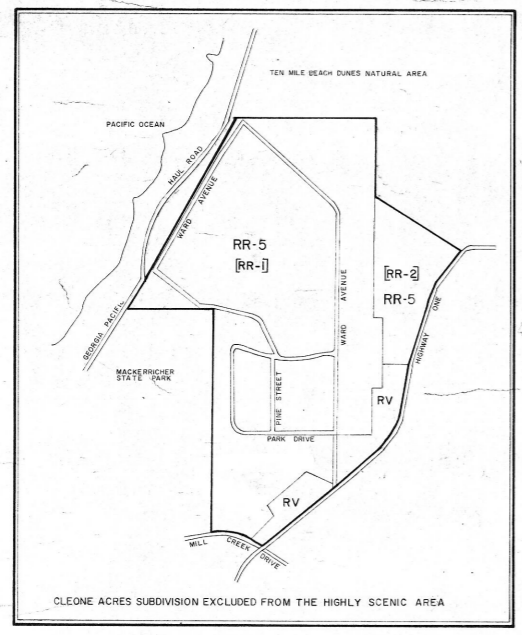 TEN MILE BEACH DUNES NATURAL AREA
PACIFIC OCEAN
HAUL ROAD
WARD AVENUE
RR-5
[RR-1]
[RR-2]
RR-5
WARD AVENUE
HIGHWAY ONE
GEORGIA PACIFIC
MACKERRICHER
STATE PARK
PINE STREET
RV
PARK DRIVE
RV
MILL CREEK DRIVE
CLEONE ACRES SUBDIVISION EXCLUDED FROM THE HIGHLY SCENIC AREA